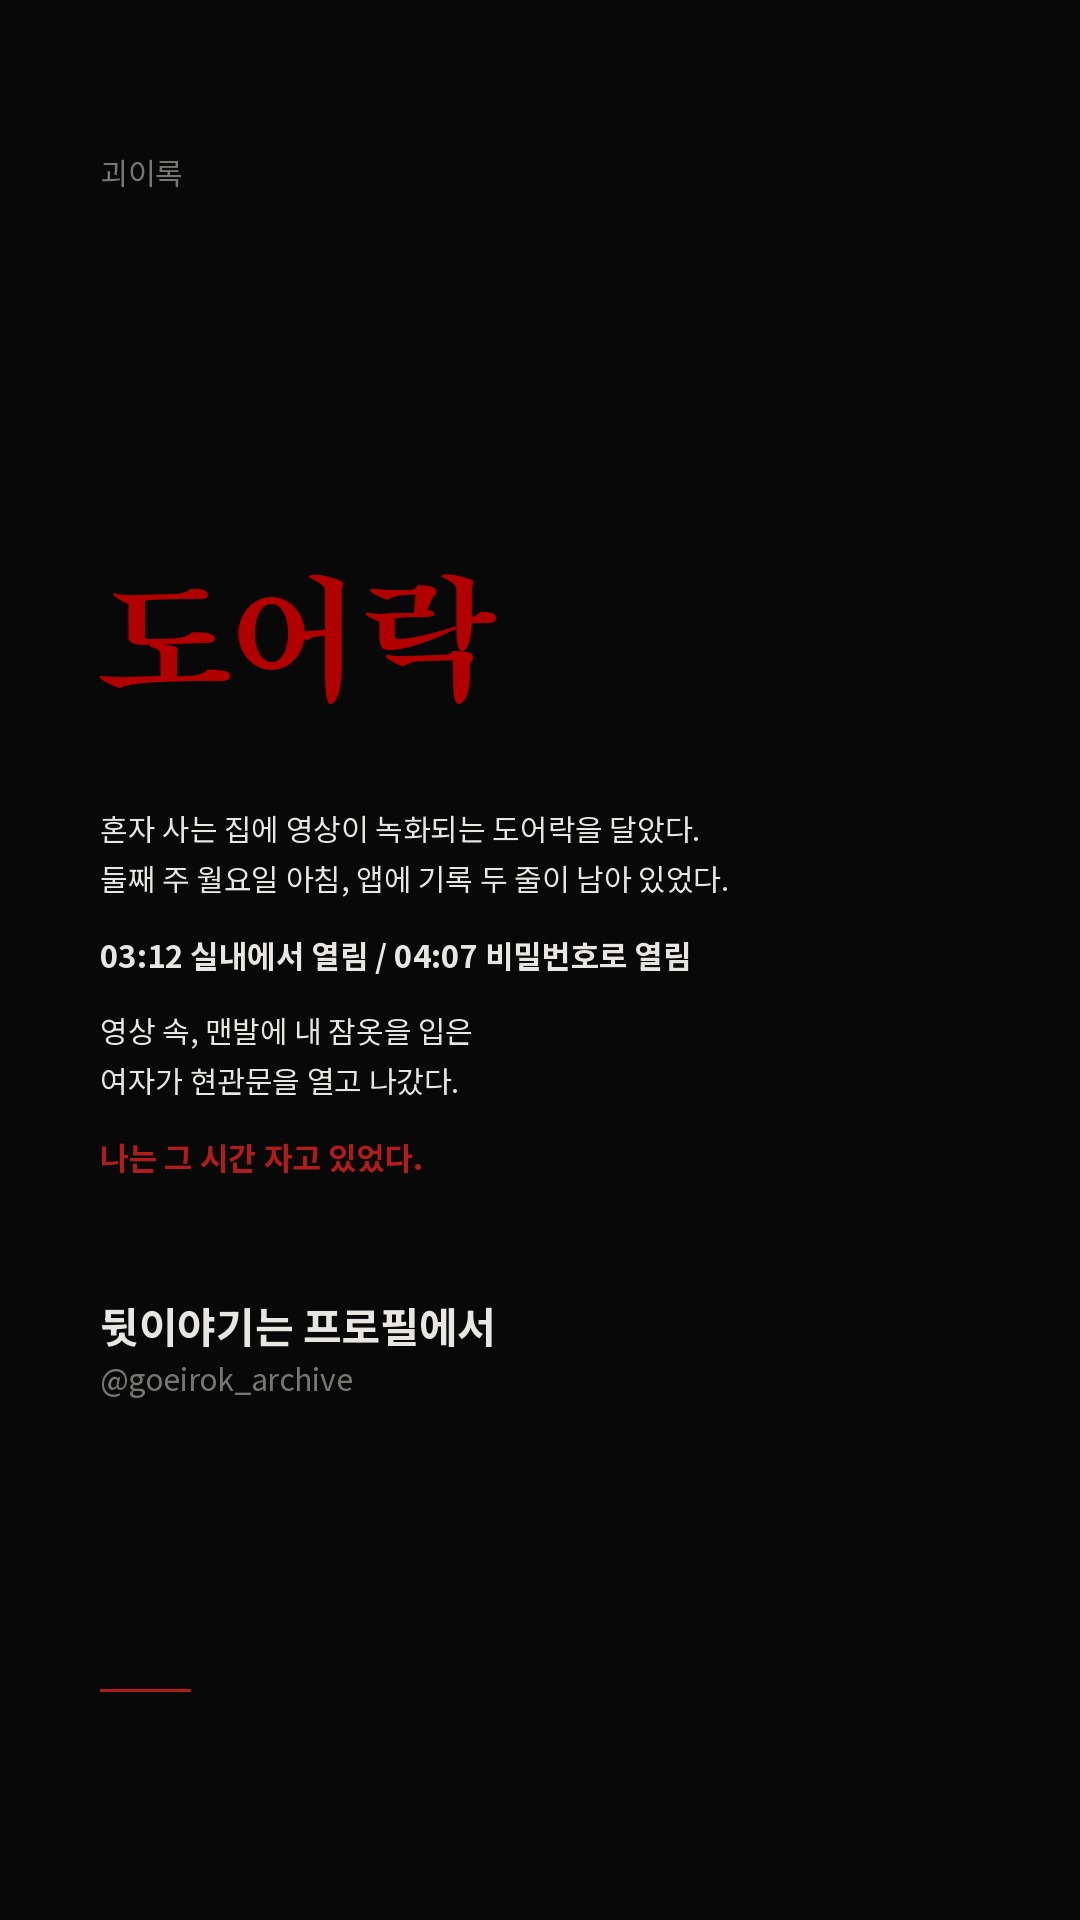 괴이록
도어락
혼자 사는 집에 영상이 녹화되는 도어락을 달았다.
둘째 주 월요일 아침, 앱에 기록 두 줄이 남아 있었다.
03:12 실내에서 열림 / 04:07 비밀번호로 열림
영상 속, 맨발에 내 잠옷을 입은
여자가 현관문을 열고 나갔다.
나는 그 시간 자고 있었다.
뒷이야기는 프로필에서
@goeirok_archive